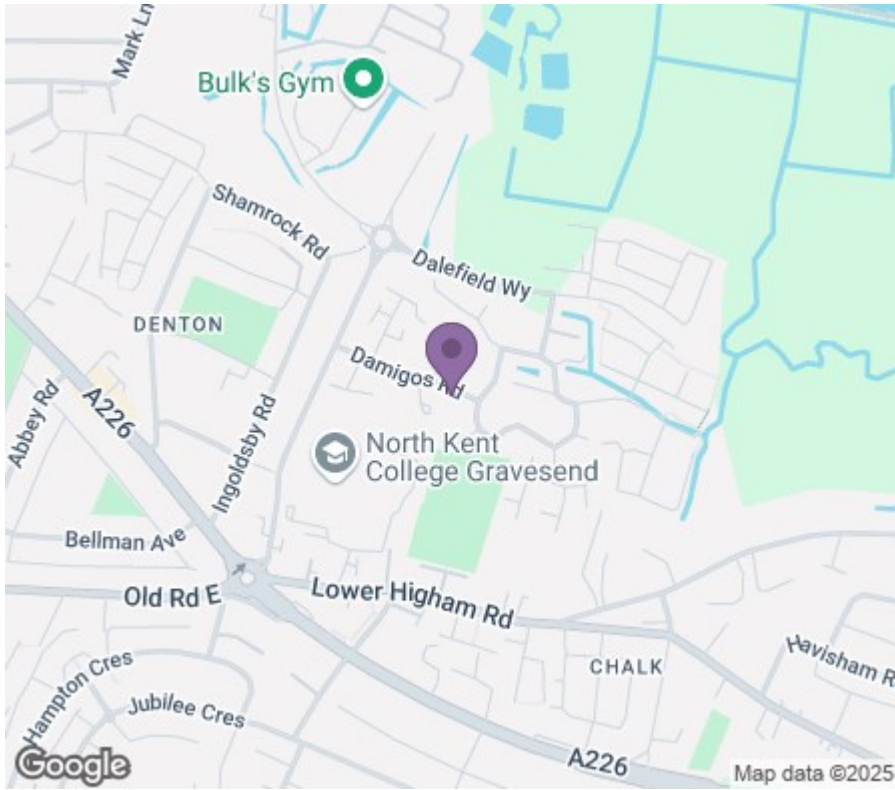 Mark Ln
Bulk's Gym
Shamrock Rd
Dalefield Wy
DENTON
Damigos Rd
Abbey Rd
A226
Ingoldsby Rd
North Kent
College Gravesend
Bellman Ave
Old Rd E
Lower Higham Rd
Havisham R
CHALK
Hampton Cres
Jubilee Cres
A226
Google
Map data ©2025